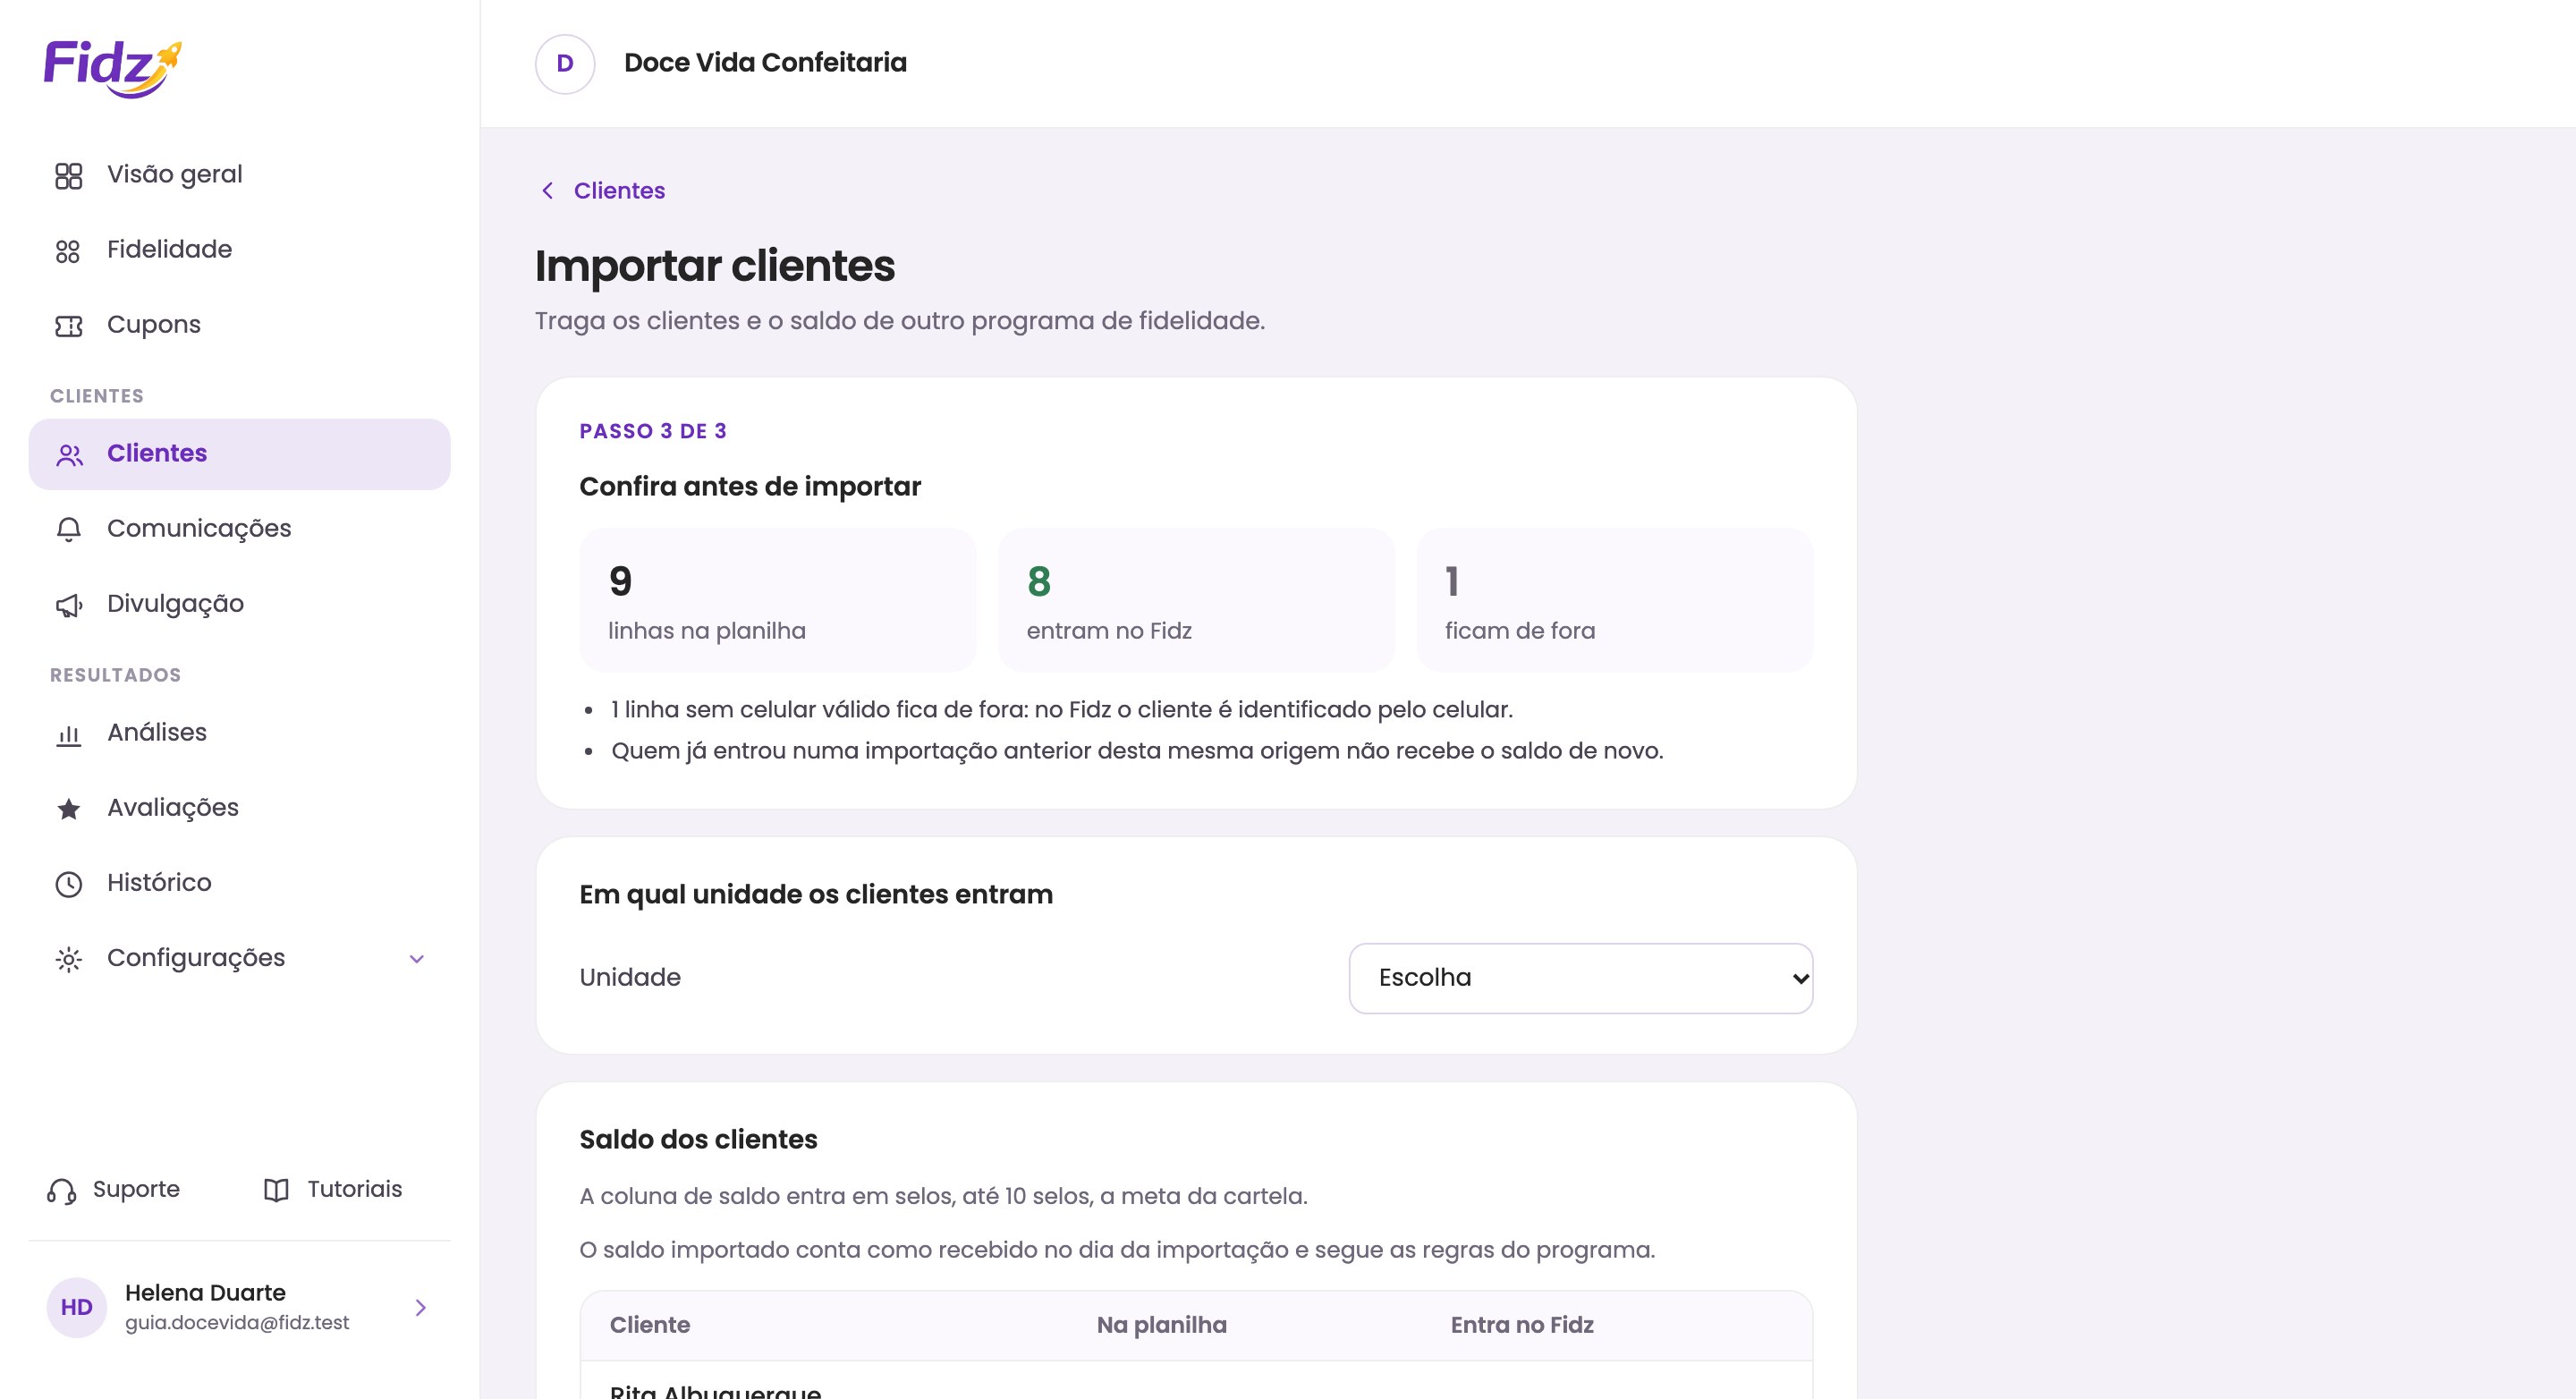 Fidz
Visão geral
Fidelidade
Cupons
CLIENTES
Clientes
Comunicações
Divulgação
RESULTADOS
Análises
Avaliações
Histórico
Configurações
Suporte
Tutoriais
HD
Helena Duarte
guia.docevida@fidz.test
D
Doce Vida Confeitaria
Clientes
Importar clientes
Traga os clientes e o saldo de outro programa de fidelidade.
PASSO 3 DE 3
Confira antes de importar
9
linhas na planilha
8
entram no Fidz
1
ficam de fora
1 linha sem celular válido fica de fora: no Fidz o cliente é identificado pelo celular.
Quem já entrou numa importação anterior desta mesma origem não recebe o saldo de novo.
Em qual unidade os clientes entram
Unidade
Escolha
Saldo dos clientes
A coluna de saldo entra em selos, até 10 selos, a meta da cartela.
O saldo importado conta como recebido no dia da importação e segue as regras do programa.
Cliente
Na planilha
Entra no Fidz
Rita Albuquerque